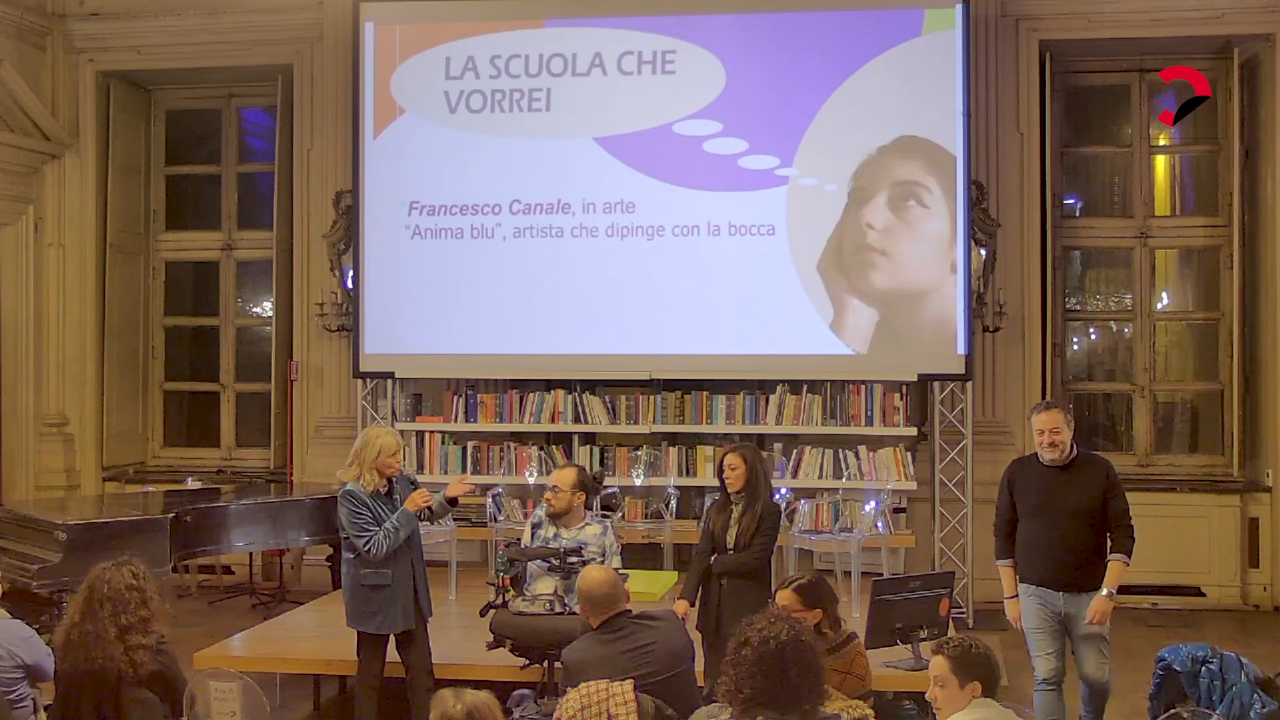 LA SCUOLA CHE
VORREI
Francesco Canale, in arte
“Anima blu”, artista che dipinge con la bocca